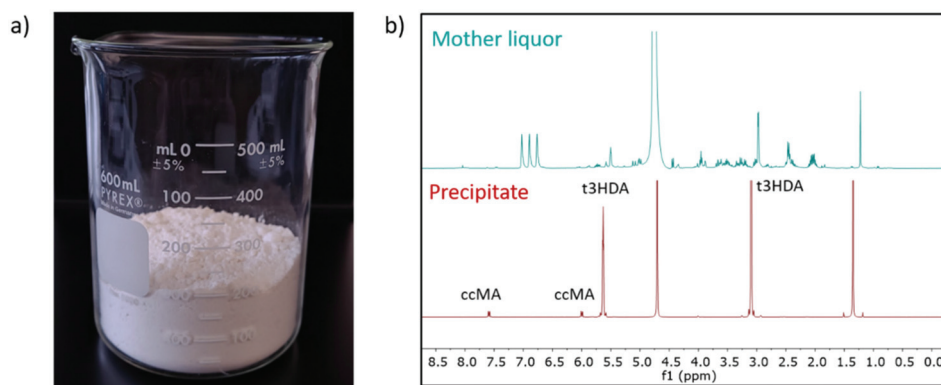 a)
mL 0 500 mL
±5% ±5%
600 mL
PYREX®
100 400
200 300
200
100
b)
Mother liquor
Precipitate
t3HDA t3HDA
ccMA ccMA
8.5 8.0 7.5 7.0 6.5 6.0 5.5 5.0 4.5 4.0 3.5 3.0 2.5 2.0 1.5 1.0 0.5 0.0
f1 (ppm)